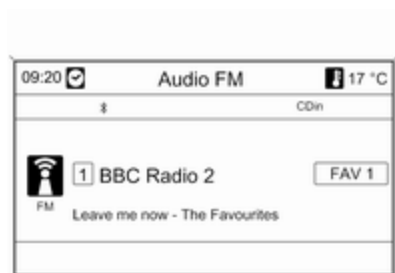 09:20 Audio FM 17 °C
CDin
1 BBC Radio 2 FAV 1
FM
Leave me now - The Favourites